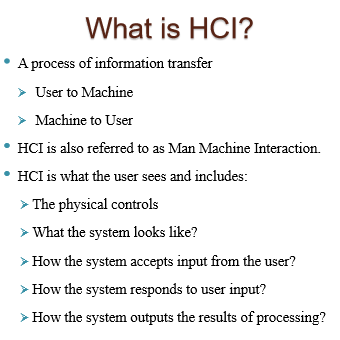 What is HCI?
• A process of information transfer
➢ User to Machine
➢ Machine to User
• HCI is also referred to as Man Machine Interaction.
• HCI is what the user sees and includes:
➢ The physical controls
➢ What the system looks like?
➢ How the system accepts input from the user?
➢ How the system responds to user input?
➢ How the system outputs the results of processing?